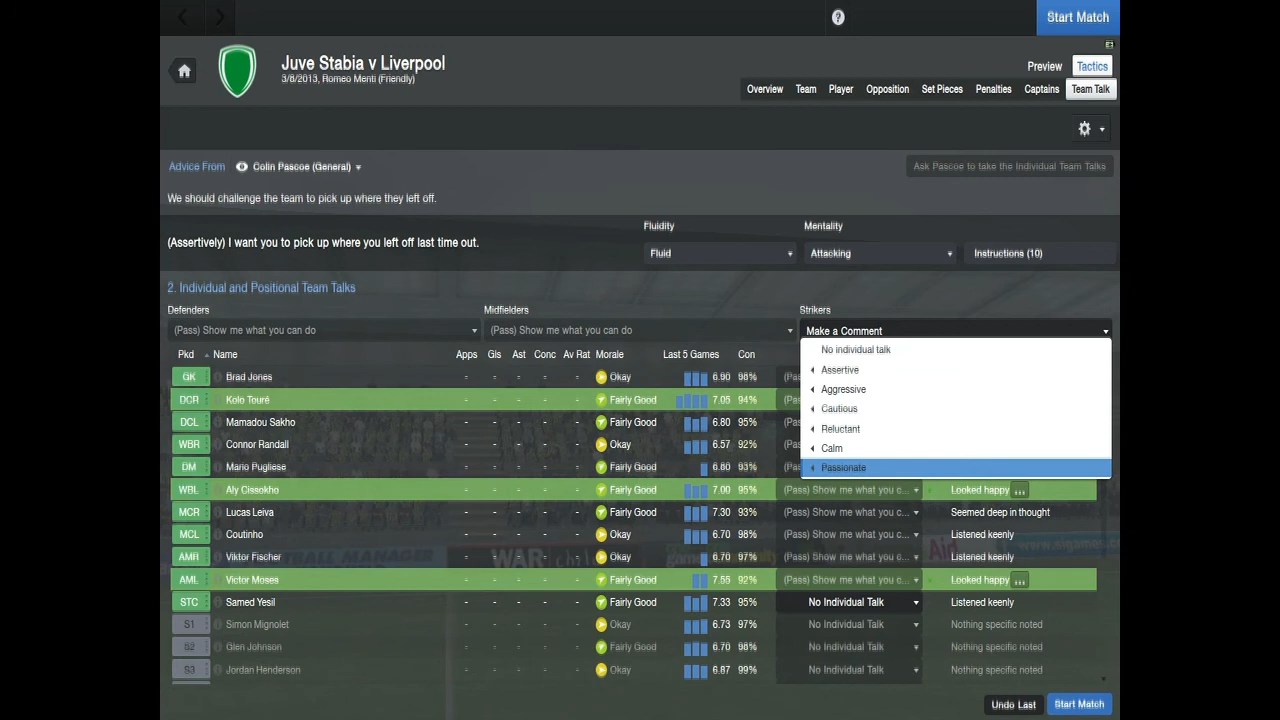 Start Match
Juve Stabia v Liverpool
3/8/2013, Romeo Menti (Friendly)
Preview Tactics
Overview Team Player Opposition Set Pieces Penalties Captains Team Talk
Advice From Colin Pascoe (General) Ask Pascoe to take the Individual Team Talks
We should challenge the team to pick up where they left off.
Fluidity Mentality
(Assertively) I want you to pick up where you left off last time out.
Fluid Attacking Instructions (10)
2. Individual and Positional Team Talks
Defenders Midfielders Strikers
(Pass) Show me what you can do (Pass) Show me what you can do Make a Comment
No individual talk
Assertive
Aggressive
Cautious
Reluctant
Calm
Passionate
Pkd Name Apps Gls Ast Conc Av Rat Morale Last 5 Games Con
GK Brad Jones - - - - - Okay 6.90 98% (Pas
DCR Kolo Touré - - - - - Fairly Good 7.05 94% (Pas
DCL Mamadou Sakho - - - - - Fairly Good 6.80 95% (Pas
WBR Connor Randall - - - - - Okay 6.57 92% (Pas
DM Mario Pugliese - - - - - Fairly Good 6.80 93% (Pas
WBL Aly Cissokho - - - - - Fairly Good 7.00 95% (Pass) Show me what you c... Looked happy ...
MCR Lucas Leiva - - - - - Fairly Good 7.30 93% (Pass) Show me what you c... Seemed deep in thought
MCL Coutinho - - - - - Okay 6.70 98% (Pass) Show me what you c... Listened keenly
AMR Viktor Fischer - - - - - Okay 6.70 97% (Pass) Show me what you c... Listened keenly
AML Victor Moses - - - - - Fairly Good 7.55 92% (Pass) Show me what you c... Looked happy ...
STC Samed Yesil - - - - - Fairly Good 7.33 95% No Individual Talk Listened keenly
S1 Simon Mignolet - - - - - Okay 6.73 97% No Individual Talk Nothing specific noted
S2 Glen Johnson - - - - - Fairly Good 6.70 98% No Individual Talk Nothing specific noted
S3 Jordan Henderson - - - - - Okay 6.87 99% No Individual Talk Nothing specific noted
Undo Last Start Match